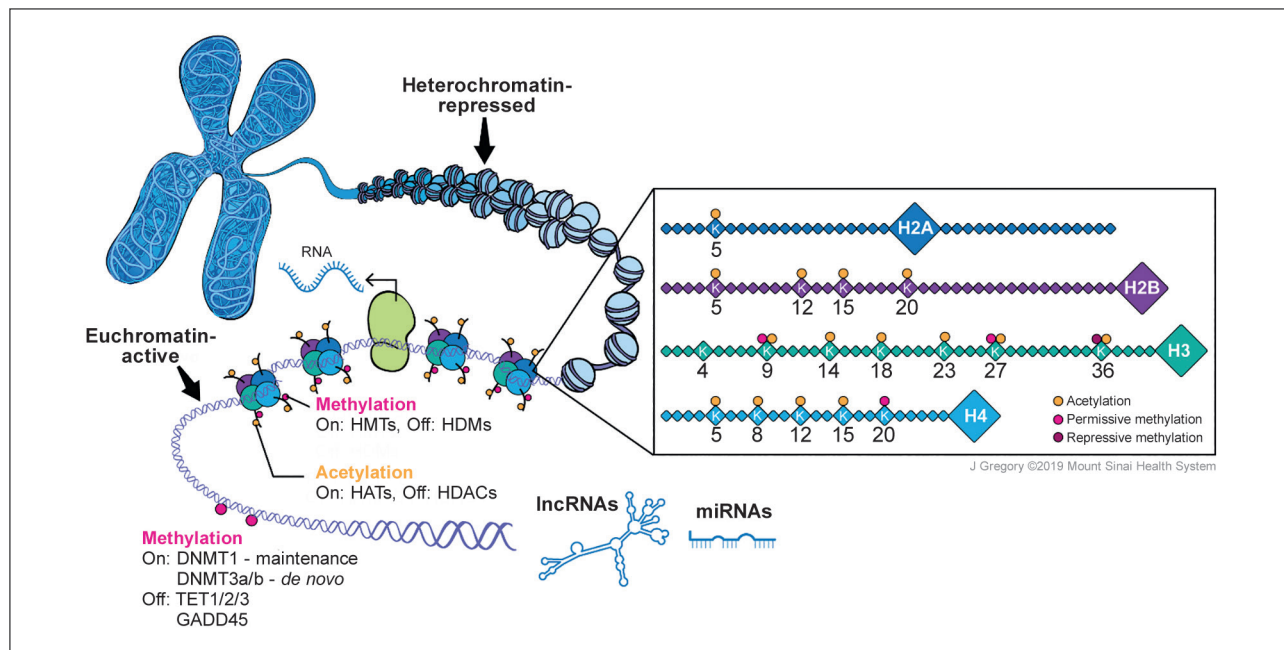 Heterochromatin-
repressed
RNA
Euchromatin-
active
Methylation
On: HMTs, Off: HDMs
Acetylation
On: HATs, Off: HDACs
Methylation
On: DNMT1 - maintenance
DNMT3a/b - de novo
Off: TET1/2/3
GADD45
lncRNAs
miRNAs
K H2A
5
K K K K H2B
5 12 15 20
K K K K K K K H3
4 9 14 18 23 27 36
K K K K K H4
5 8 12 15 20
Acetylation
Permissive methylation
Repressive methylation
J Gregory ©2019 Mount Sinai Health System